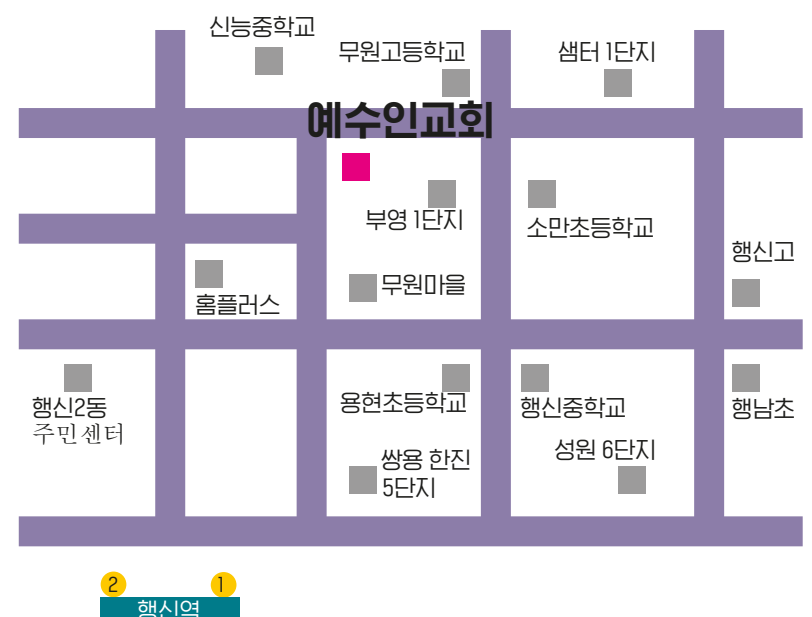 신능중학교
무원고등학교
샘터 1단지
예수인교회
부영 1단지
소만초등학교
행신고
홈플러스
무원마을
행신2동
주민센터
용현초등학교
행신중학교
행남초
쌍용 한진
5단지
성원 6단지
2
1
행신역